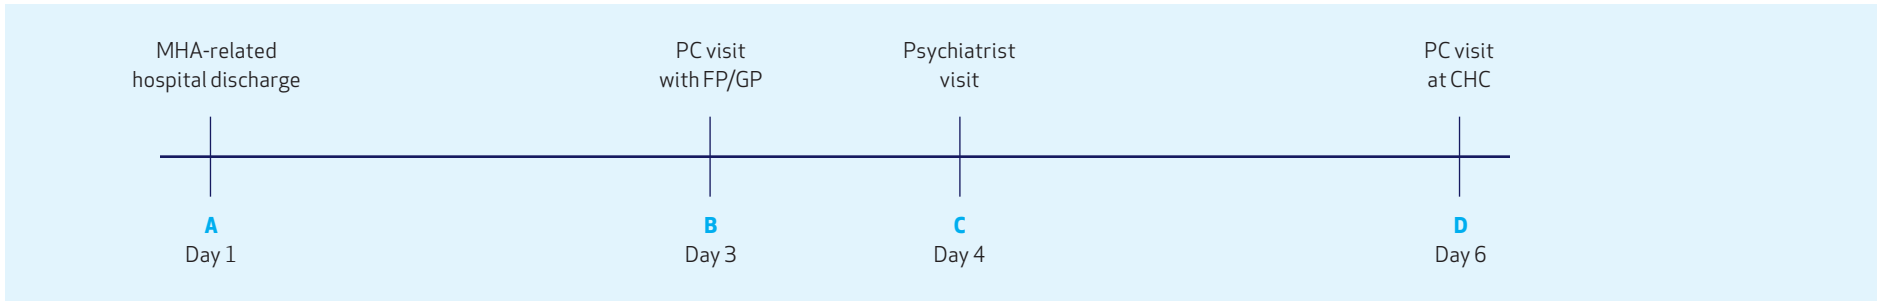 MHA-related
hospital discharge
PC visit
with FP/GP
Psychiatrist
visit
PC visit
at CHC
A
Day 1
B
Day 3
C
Day 4
D
Day 6